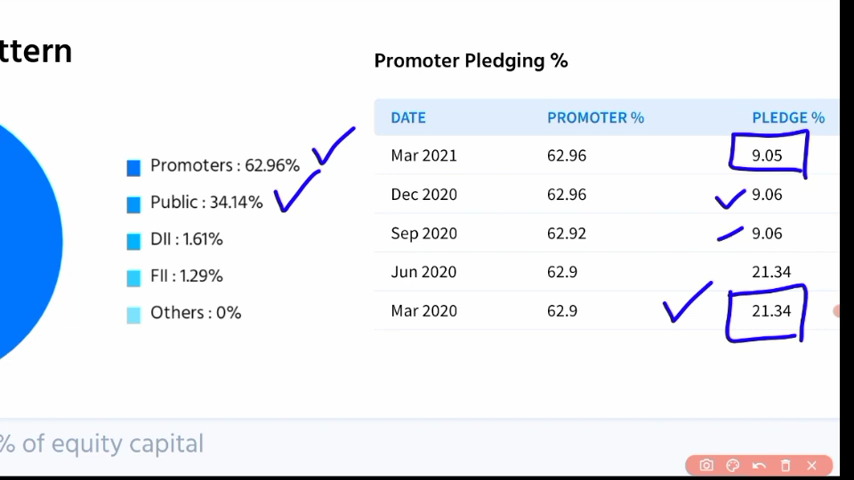 ttern
Promoters : 62.96%
Public : 34.14%
DII : 1.61%
FII : 1.29%
Others : 0%
Promoter Pledging %
DATE PROMOTER % PLEDGE %
Mar 2021 62.96 9.05
Dec 2020 62.96 9.06
Sep 2020 62.92 9.06
Jun 2020 62.9 21.34
Mar 2020 62.9 21.34
% of equity capital